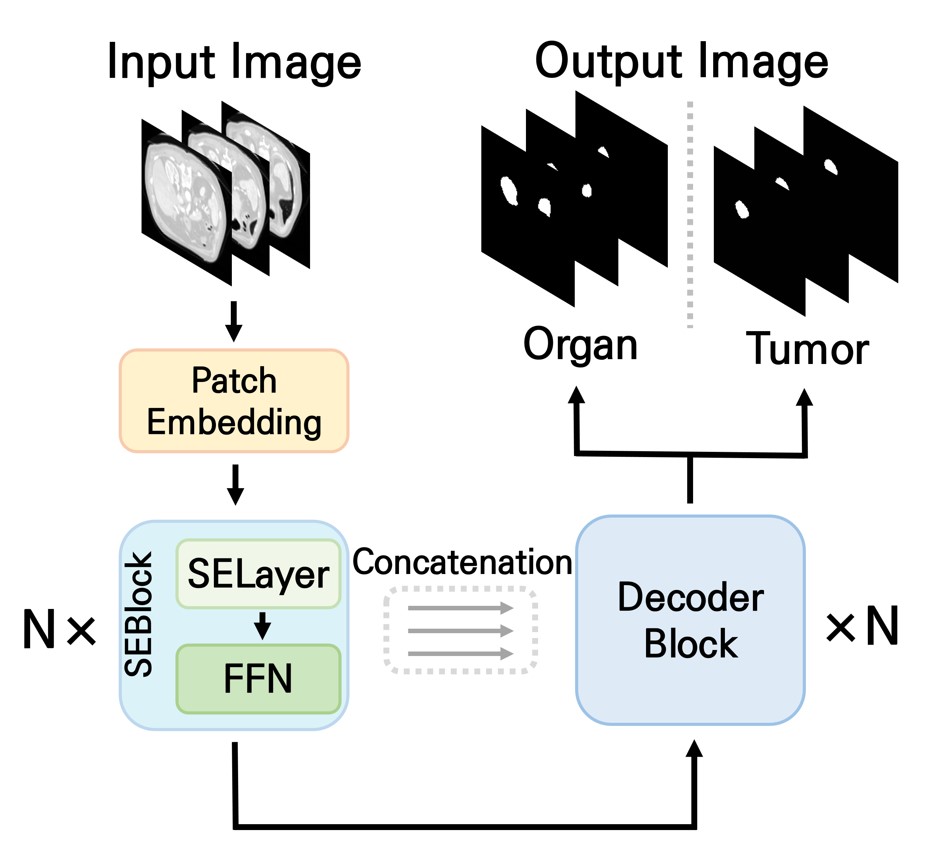 Input Image
Output Image
Organ
Tumor
Patch
Embedding
N×
SEBlock
SELayer
FFN
Concatenation
Decoder
Block
×N